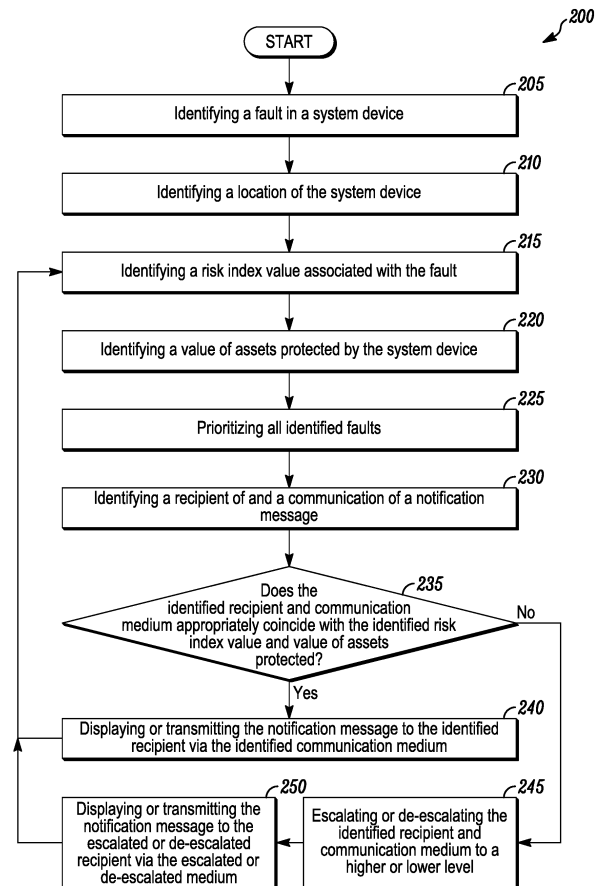 200
START
205
Identifying a fault in a system device
210
Identifying a location of the system device
215
Identifying a risk index value associated with the fault
220
Identifying a value of assets protected by the system device
225
Prioritizing all identified faults
230
Identifying a recipient of and a communication of a notification
message
235
Does the
identified recipient and communication
medium appropriately coincide with the identified risk
index value and value of assets
protected?
No
Yes
240
Displaying or transmitting the notification message to the identified
recipient via the identified communication medium
250
Displaying or transmitting the
notification message to the
escalated or de-escalated
recipient via the escalated or
de-escalated medium
245
Escalating or de-escalating the
identified recipient and
communication medium to a
higher or lower level